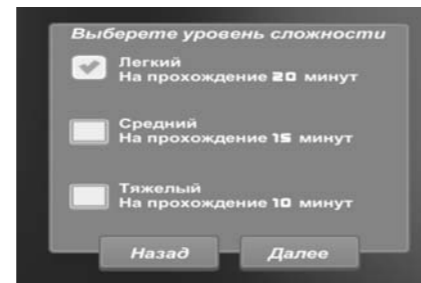 Выберете уровень сложности
Легкий
На прохождение 20 минут
Средний
На прохождение 15 минут
Тяжелый
На прохождение 10 минут
Назад
Далее